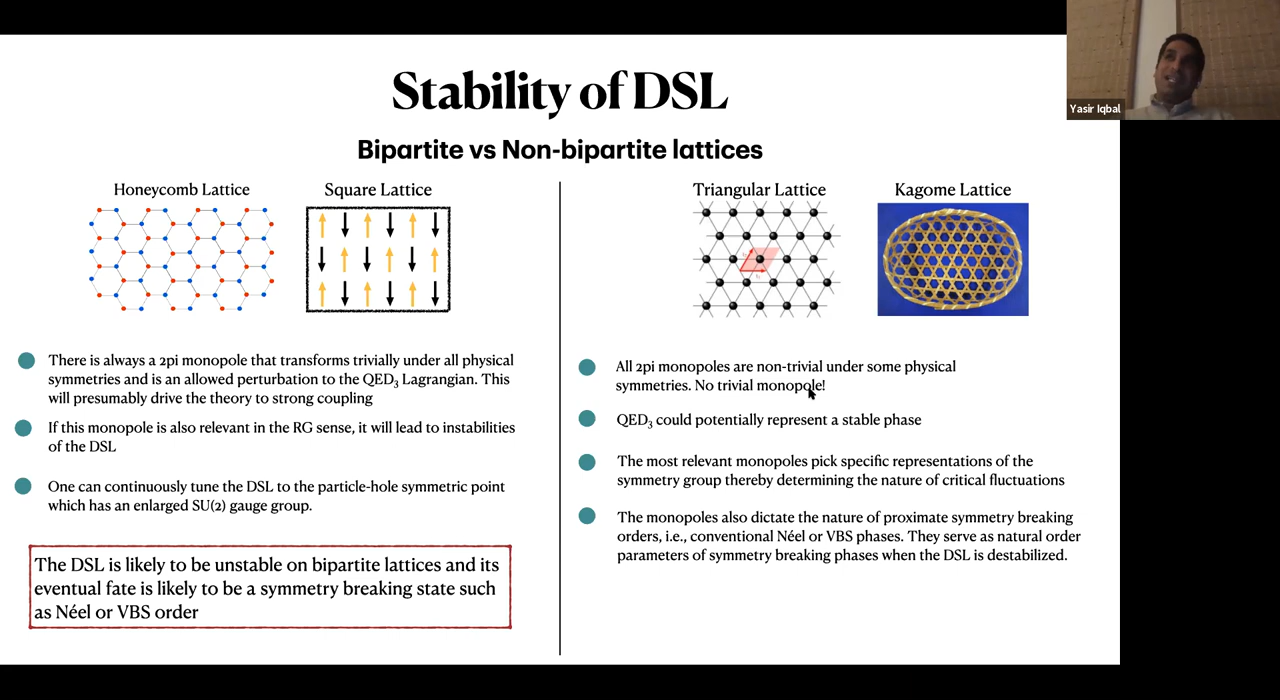 Stability of DSL
Bipartite vs Non-bipartite lattices
Yasir Iqbal
Honeycomb Lattice
Square Lattice
There is always a 2pi monopole that transforms trivially under all physical
symmetries and is an allowed perturbation to the QED₃ Lagrangian. This
will presumably drive the theory to strong coupling
If this monopole is also relevant in the RG sense, it will lead to instabilities
of the DSL
One can continuously tune the DSL to the particle-hole symmetric point
which has an enlarged SU(2) gauge group.
The DSL is likely to be unstable on bipartite lattices and its
eventual fate is likely to be a symmetry breaking state such
as Néel or VBS order
Triangular Lattice
Kagome Lattice
All 2pi monopoles are non-trivial under some physical
symmetries. No trivial monopole!
QED₃ could potentially represent a stable phase
The most relevant monopoles pick specific representations of the
symmetry group thereby determining the nature of critical fluctuations
The monopoles also dictate the nature of proximate symmetry breaking
orders, i.e., conventional Néel or VBS phases. They serve as natural order
parameters of symmetry breaking phases when the DSL is destabilized.